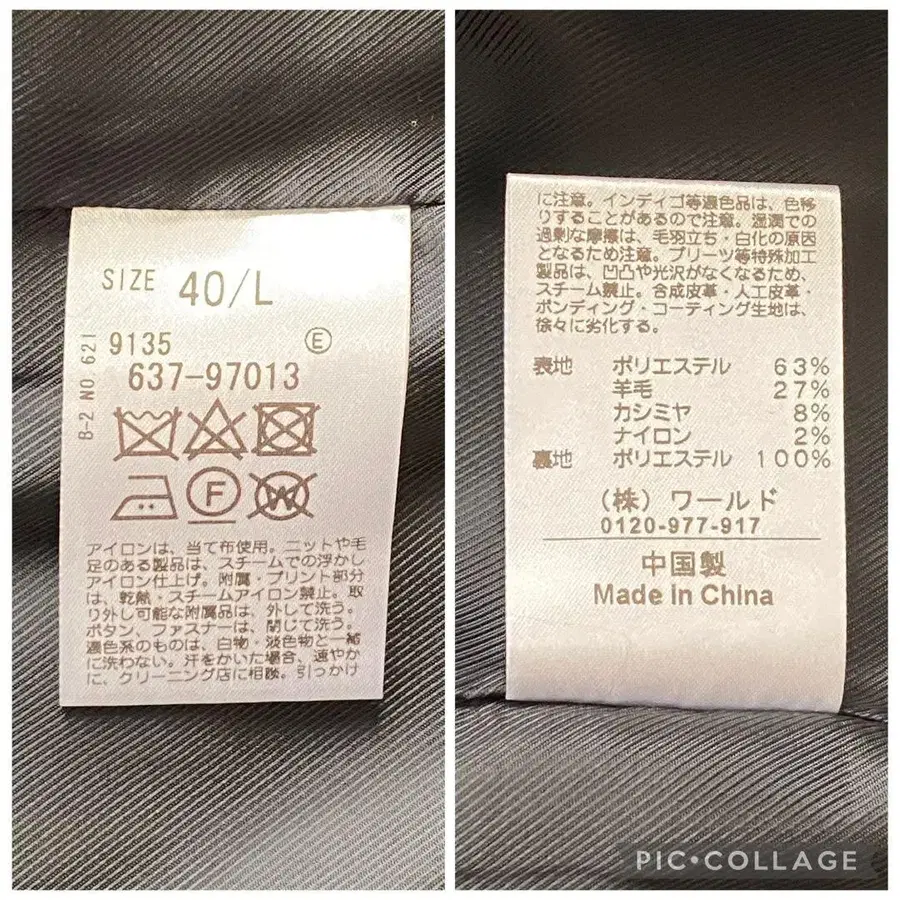 SIZE 40/L
B-2 NO 621
9135 E
637-97013
F
W
アイロンは、当て布使用。ニットや毛
足のある製品は、スチームでの浮かし
アイロン仕上げ。附属・プリント部分
は、乾熱・スチームアイロン禁止。取
り外し可能な附属品は、外して洗う。
ボタン、ファスナーは、閉じて洗う。
濃色系のものは、白物・淡色物と一緒
に洗わない。汗をかいた場合、速やか
に、クリーニング店に相談。引っかけ
に注意。インディゴ等濃色品は、色移
りすることがあるので注意。湿潤での
過剰な摩擦は、毛羽立ち・白化の原因
となるため注意。プリーツ等特殊加工
製品は、凹凸や光沢がなくなるため、
スチーム禁止。合成皮革・人工皮革・
ボンディング・コーティング生地は、
徐々に劣化する。
表地 ポリエステル 63%
羊毛 27%
カシミヤ 8%
ナイロン 2%
裏地 ポリエステル 100%
(株)ワールド
0120-977-917
中国製
Made in China
PIC•COLLAGE